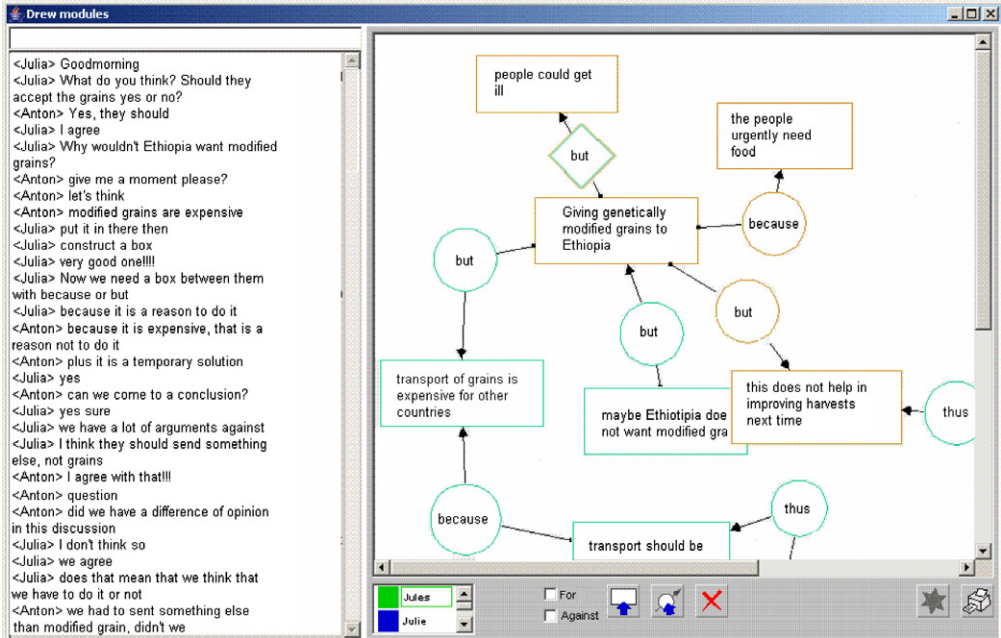 Drew modules
<Julia> Goodmorning
<Julia> What do you think? Should they
accept the grains yes or no?
<Anton> Yes, they should
<Julia> I agree
<Julia> Why wouldn't Ethiopia want modified
grains?
<Anton> give me a moment please?
<Anton> let's think
<Anton> modified grains are expensive
<Julia> put it in there then
<Julia> construct a box
<Julia> very good one!!!!
<Julia> Now we need a box between them
with because or but
<Julia> because it is a reason to do it
<Anton> because it is expensive, that is a
reason not to do it
<Anton> plus it is a temporary solution
<Julia> yes
<Anton> can we come to a conclusion?
<Julia> yes sure
<Julia> we have a lot of arguments against
<Julia> I think they should send something
else, not grains
<Anton> I agree with that!!!
<Anton> question
<Anton> did we have a difference of opinion
in this discussion
<Julia> I don't think so
<Julia> we agree
<Julia> does that mean that we think that
we have to do it or not
<Anton> we had to sent something else
than modified grain, didn't we
people could get
ill
but
the people
urgently need
food
because
Giving genetically
modified grains to
Ethiopia
but
but
but
transport of grains is
expensive for other
countries
maybe Ethiotipia doe
not want modified gra
this does not help in
improving harvests
next time
thus
because
thus
transport should be
Jules
Julie
For
Against